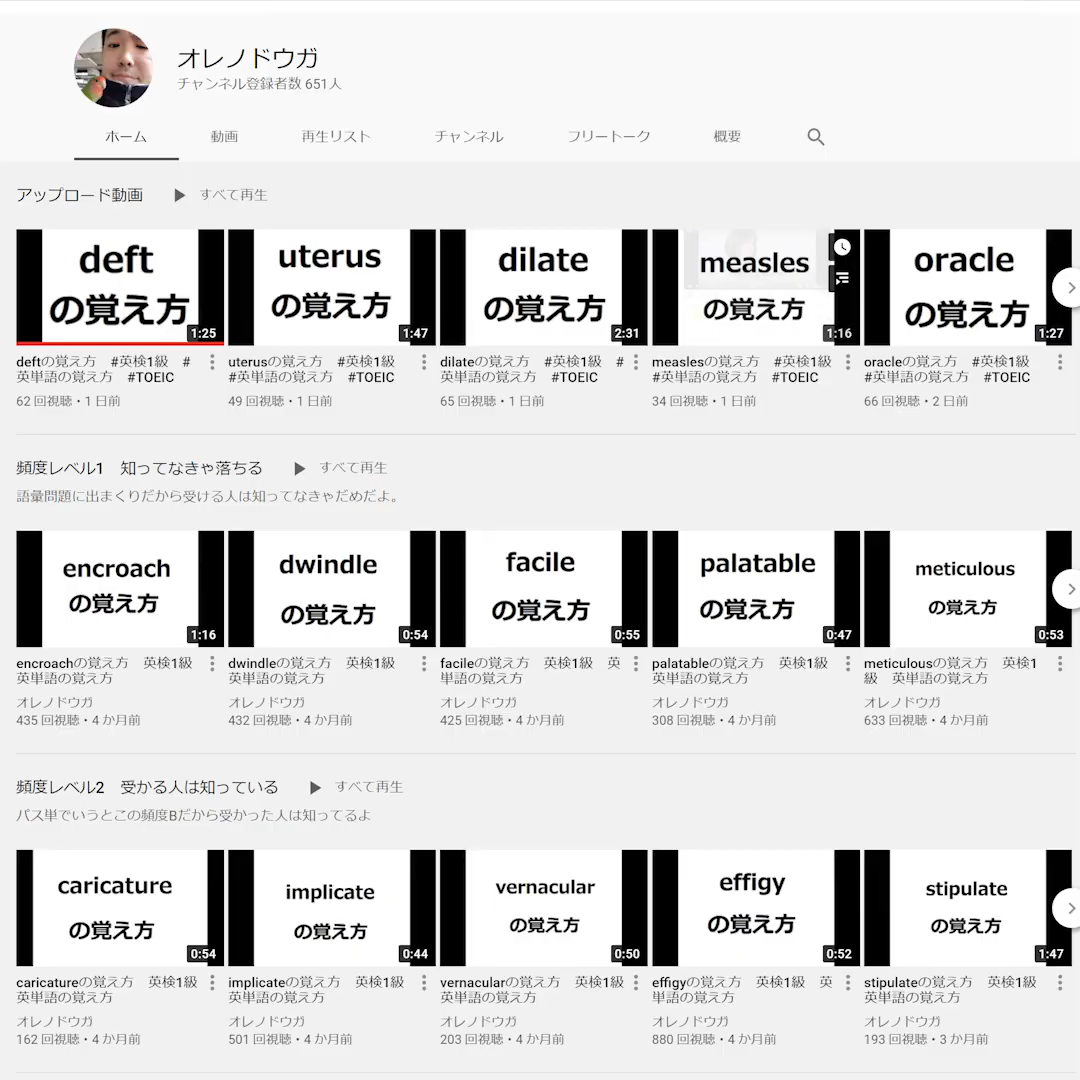 オレノドウガ
チャンネル登録者数 651人
ホーム 動画 再生リスト チャンネル フリートーク 概要
アップロード動画 すべて再生
deft の覚え方 1:25
uterus の覚え方 1:47
dilate の覚え方 2:31
measles の覚え方 1:16
oracle の覚え方 1:27
deftの覚え方 #英検1級 #英単語の覚え方 #TOEIC
62 回視聴・1 日前
uterusの覚え方 #英検1級 #英単語の覚え方 #TOEIC
49 回視聴・1 日前
dilateの覚え方 #英検1級 #英単語の覚え方 #TOEIC
65 回視聴・1 日前
measlesの覚え方 #英検1級 #英単語の覚え方 #TOEIC
34 回視聴・1 日前
oracleの覚え方 #英検1級 #英単語の覚え方 #TOEIC
66 回視聴・2 日前
頻度レベル1 知ってなきゃ落ちる すべて再生
語彙問題に出まくりだから受ける人は知ってなきゃだめだよ。
encroach の覚え方 1:16
dwindle の覚え方 0:54
facile の覚え方 0:55
palatable の覚え方 0:47
meticulous の覚え方 0:53
encroachの覚え方 英検1級 英単語の覚え方
オレノドウガ
435 回視聴・4 か月前
dwindleの覚え方 英検1級 英単語の覚え方
オレノドウガ
432 回視聴・4 か月前
facileの覚え方 英検1級 英単語の覚え方
オレノドウガ
425 回視聴・4 か月前
palatableの覚え方 英検1級 英単語の覚え方
オレノドウガ
308 回視聴・4 か月前
meticulousの覚え方 英検1級 英単語の覚え方
オレノドウガ
633 回視聴・4 か月前
頻度レベル2 受かる人は知っている すべて再生
パス単でいうとこの頻度Bだから受かった人は知ってるよ
caricature の覚え方 0:54
implicate の覚え方 0:44
vernacular の覚え方 0:50
effigy の覚え方 0:52
stipulate の覚え方 1:47
caricatureの覚え方 英検1級 英単語の覚え方
オレノドウガ
162 回視聴・4 か月前
implicateの覚え方 英検1級 英単語の覚え方
オレノドウガ
501 回視聴・4 か月前
vernacularの覚え方 英検1級 英単語の覚え方
オレノドウガ
203 回視聴・4 か月前
effigyの覚え方 英検1級 英単語の覚え方
オレノドウガ
880 回視聴・4 か月前
stipulateの覚え方 英検1級 英単語の覚え方
オレノドウガ
193 回視聴・3 か月前